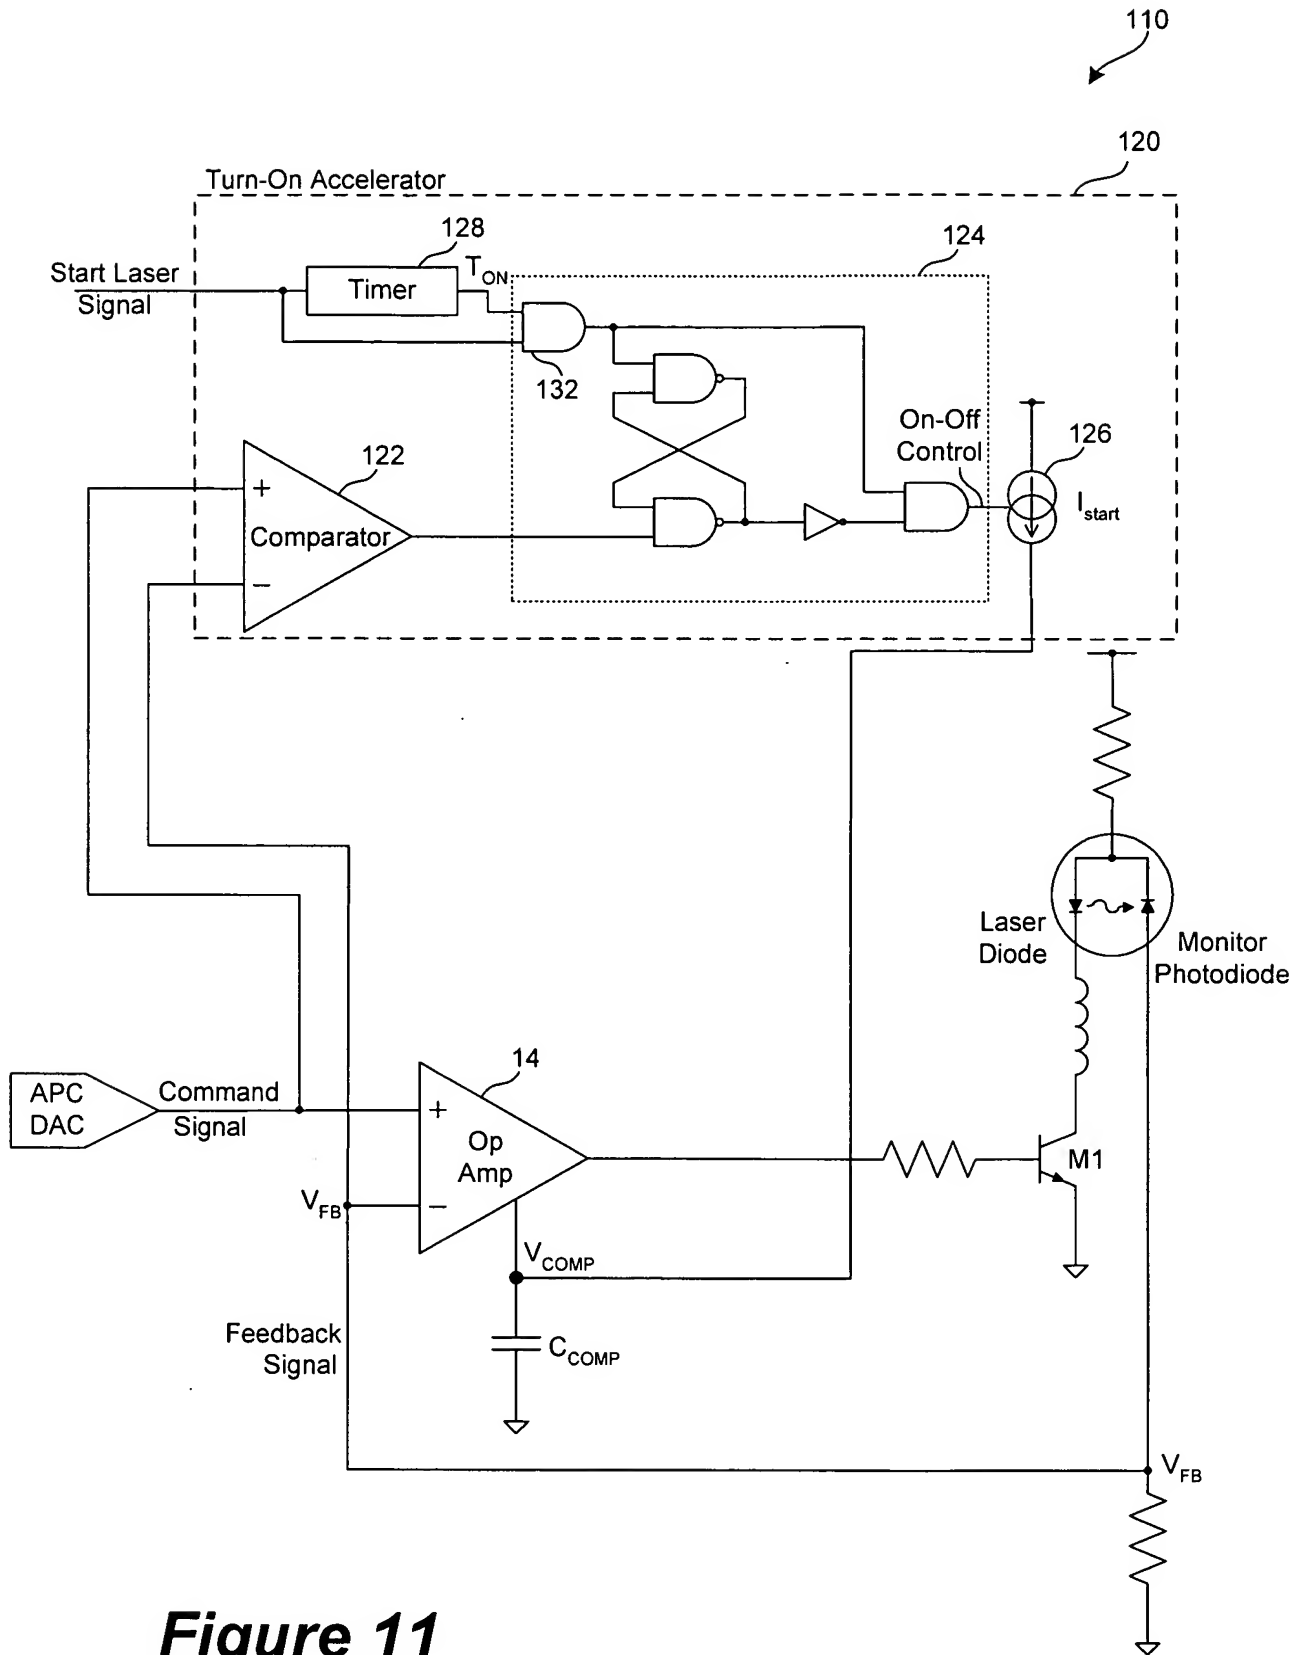 110
120
Turn-On Accelerator
128
124
Start Laser
Signal
Timer
TON
132
On-Off
Control
126
Istart
122
+
Comparator
−
Laser
Diode
Monitor
Photodiode
14
APC
DAC
Command
Signal
+
Op
Amp
−
M1
VFB
VCOMP
Feedback
Signal
CCOMP
VFB
Figure 11